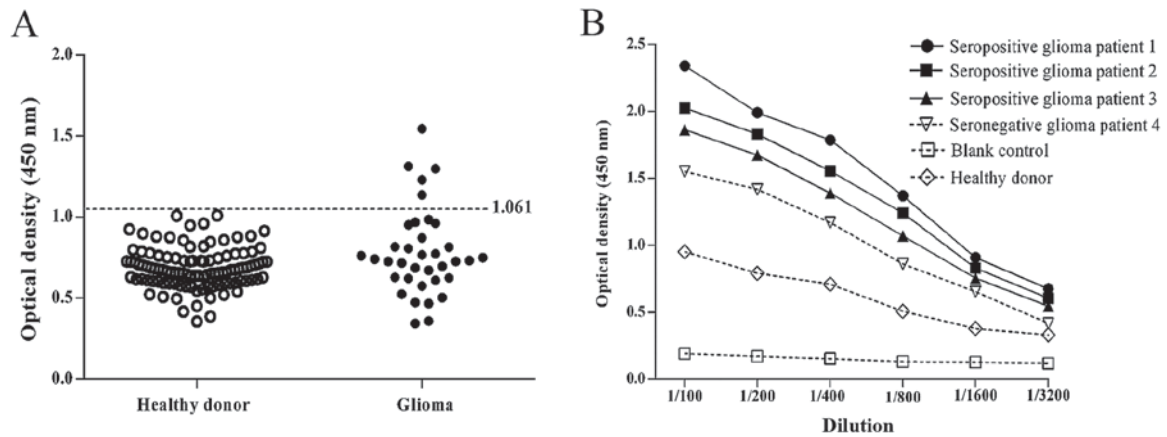 A
Optical density (450 nm)
2.0
1.5
1.0
0.5
0.0
1.061
Healthy donor
Glioma
B
Optical density (450 nm)
2.5
2.0
1.5
1.0
0.5
0.0
Seropositive glioma patient 1
Seropositive glioma patient 2
Seropositive glioma patient 3
Seronegative glioma patient 4
Blank control
Healthy donor
1/100 1/200 1/400 1/800 1/1600 1/3200
Dilution